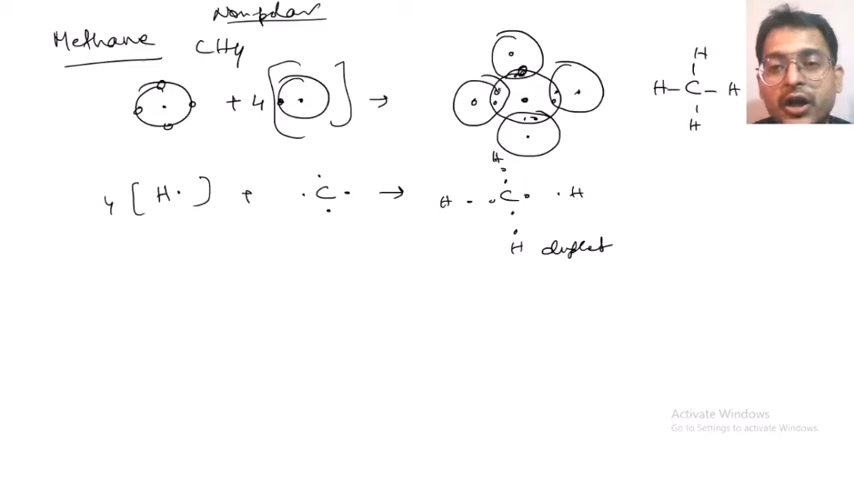 Nonpolar
Methane CH4
+ 4 [ ] →
H
H–C–H
H
4 [ H· ] + ·C· → H · · C · · H
H
H duplet
Activate Windows
Go to Settings to activate Windows.